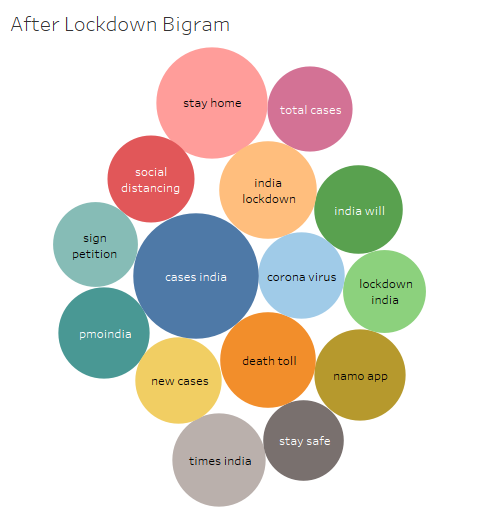 After Lockdown Bigram
stay home
total cases
social
distancing
india
lockdown
india will
sign
petition
cases india
corona virus
lockdown
india
pmoindia
death toll
new cases
namo app
stay safe
times india